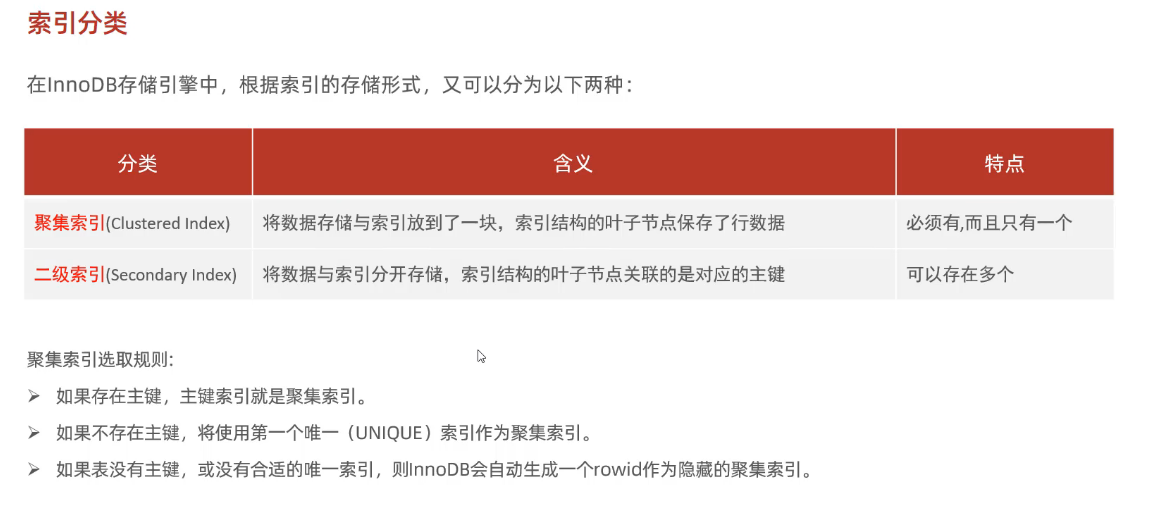 索引分类
在InnoDB存储引擎中，根据索引的存储形式，又可以分为以下两种：
分类 含义 特点
聚集索引(Clustered Index) 将数据存储与索引放到了一块，索引结构的叶子节点保存了行数据 必须有,而且只有一个
二级索引(Secondary Index) 将数据与索引分开存储，索引结构的叶子节点关联的是对应的主键 可以存在多个
聚集索引选取规则:
➢ 如果存在主键，主键索引就是聚集索引。
➢ 如果不存在主键，将使用第一个唯一（UNIQUE）索引作为聚集索引。
➢ 如果表没有主键，或没有合适的唯一索引，则InnoDB会自动生成一个rowid作为隐藏的聚集索引。